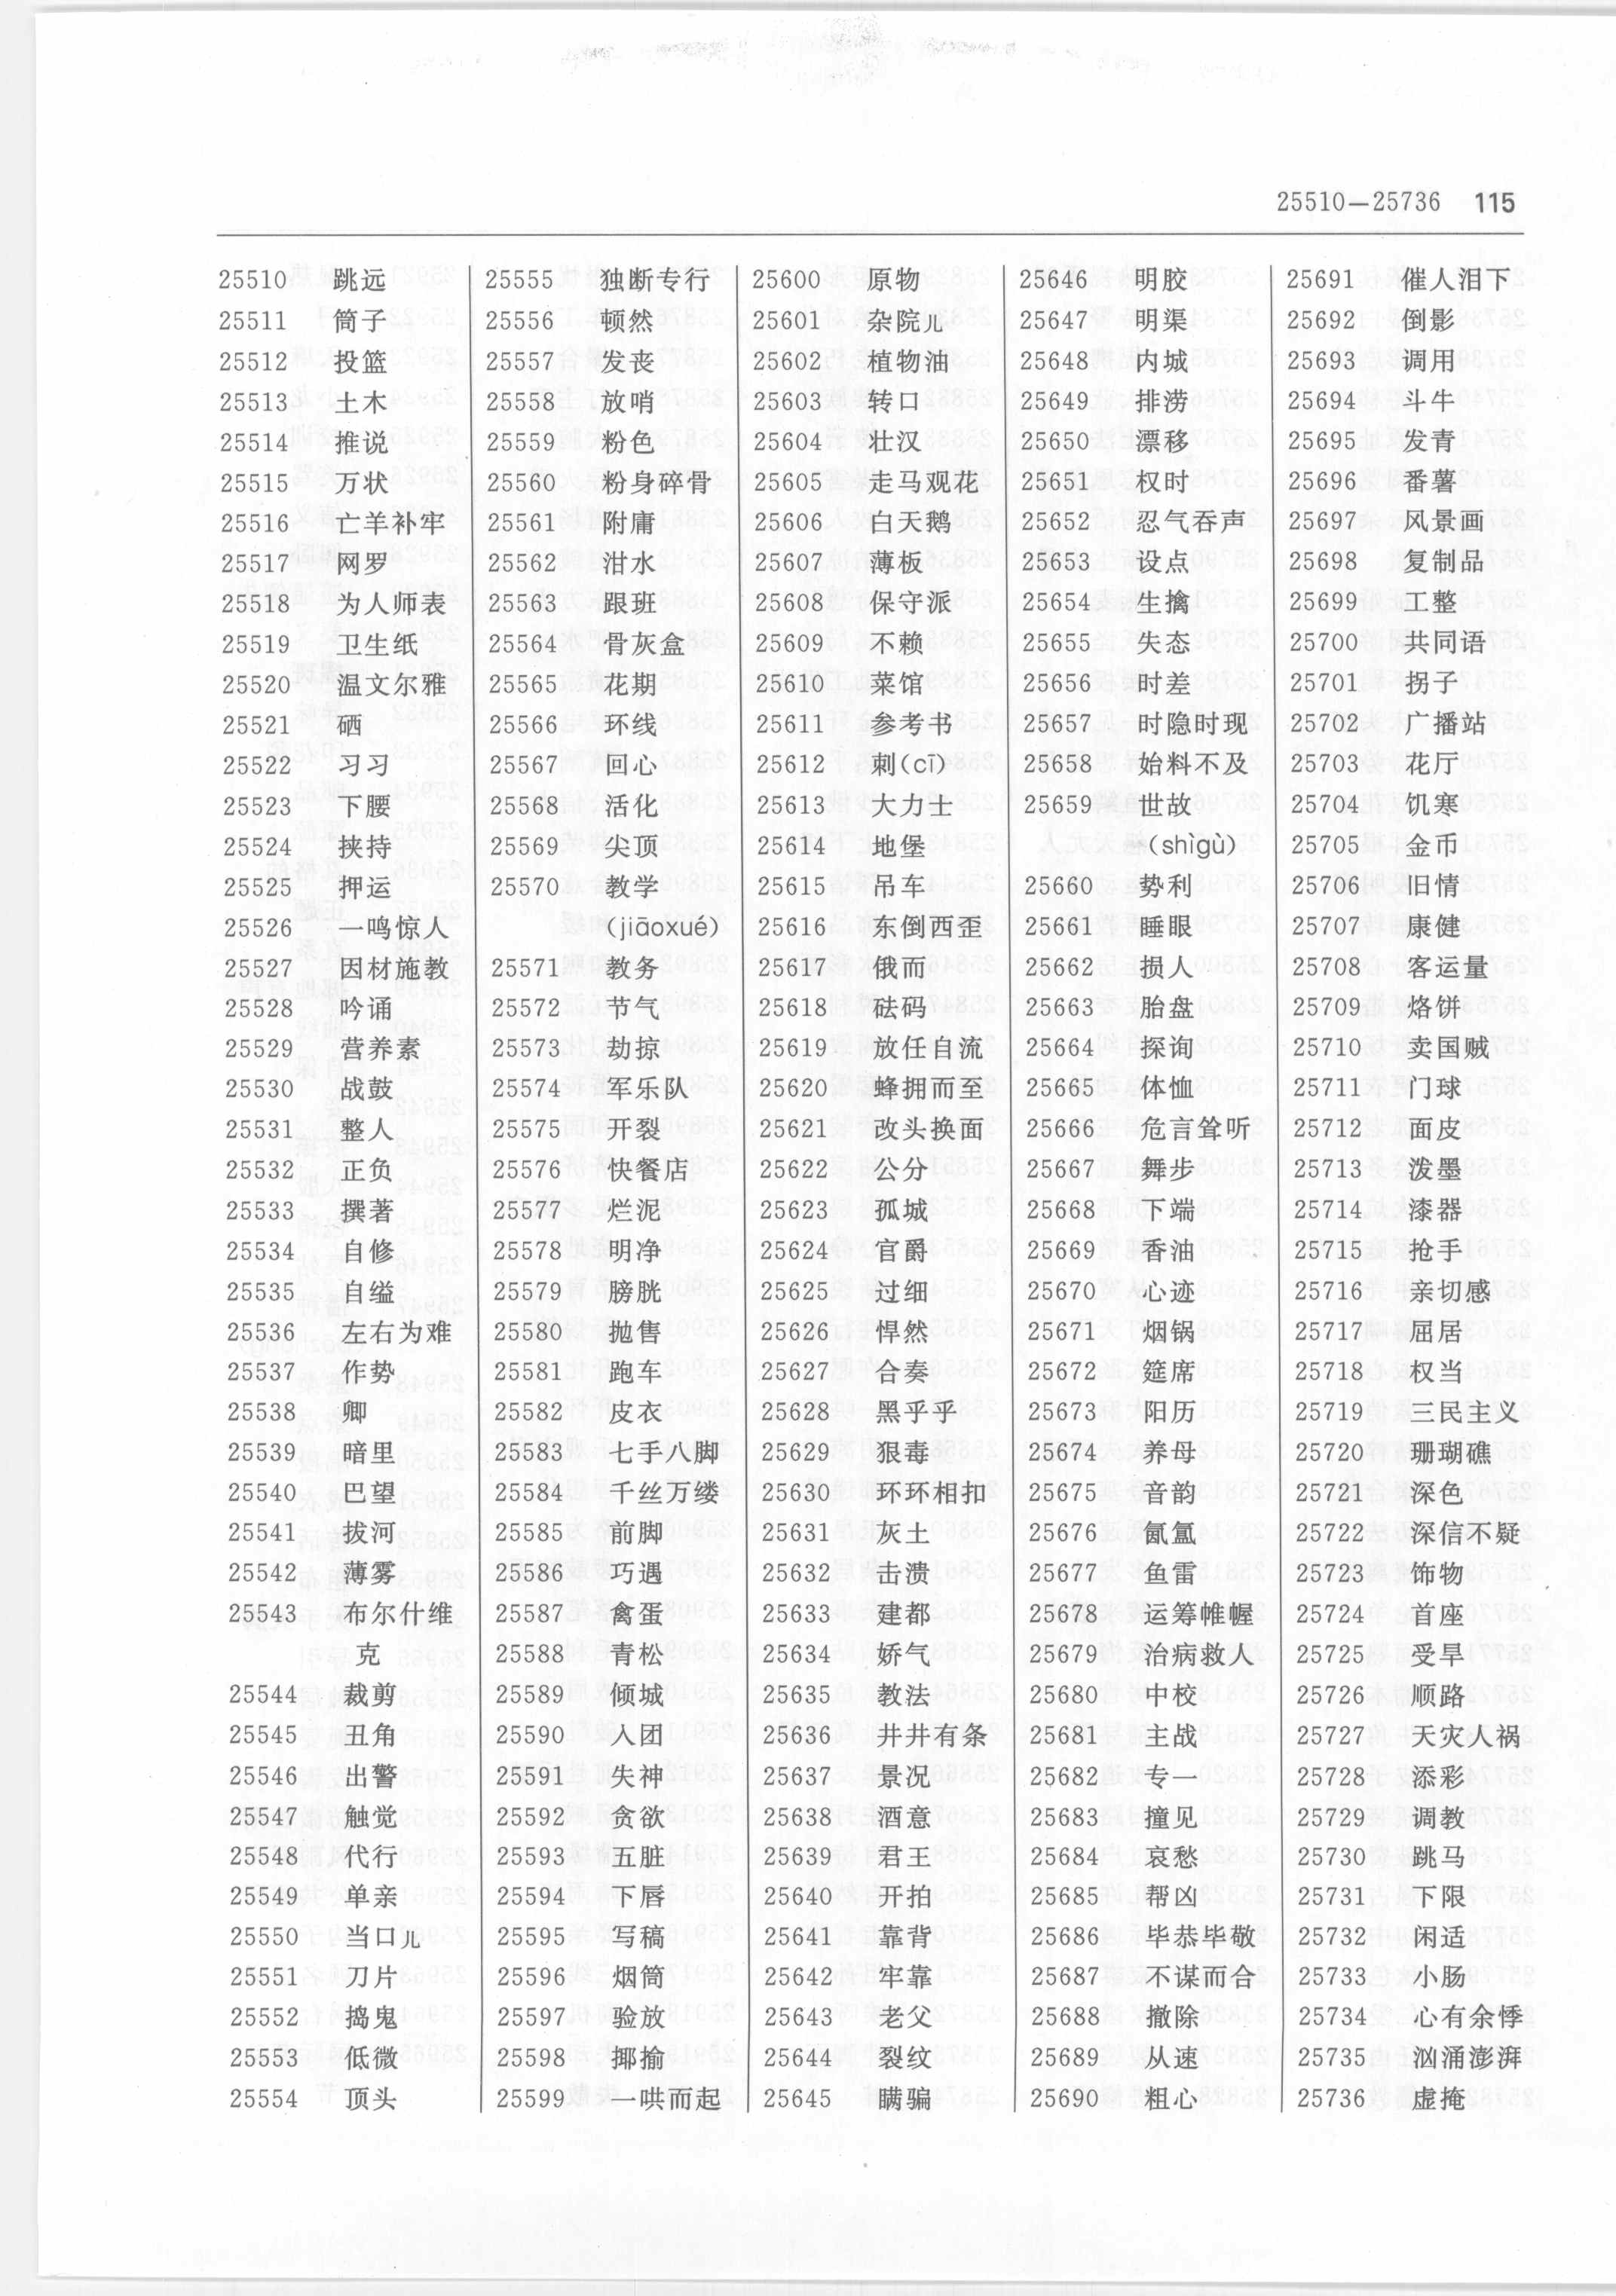 25510—25736 115
25510 跳远
25511 筒子
25512 投篮
25513 土木
25514 推说
25515 万状
25516 亡羊补牢
25517 网罗
25518 为人师表
25519 卫生纸
25520 温文尔雅
25521 硒
25522 习习
25523 下腰
25524 挟持
25525 押运
25526 一鸣惊人
25527 因材施教
25528 吟诵
25529 营养素
25530 战鼓
25531 整人
25532 正负
25533 撰著
25534 自修
25535 自缢
25536 左右为难
25537 作势
25538 卿
25539 暗里
25540 巴望
25541 拔河
25542 薄雾
25543 布尔什维
克
25544 裁剪
25545 丑角
25546 出警
25547 触觉
25548 代行
25549 单亲
25550 当口儿
25551 刀片
25552 捣鬼
25553 低微
25554 顶头
25555 独断专行
25556 顿然
25557 发丧
25558 放哨
25559 粉色
25560 粉身碎骨
25561 附庸
25562 泔水
25563 跟班
25564 骨灰盒
25565 花期
25566 环线
25567 回心
25568 活化
25569 尖顶
25570 教学
(jiāoxué)
25571 教务
25572 节气
25573 劫掠
25574 军乐队
25575 开裂
25576 快餐店
25577 烂泥
25578 明净
25579 膀胱
25580 抛售
25581 跑车
25582 皮衣
25583 七手八脚
25584 千丝万缕
25585 前脚
25586 巧遇
25587 禽蛋
25588 青松
25589 倾城
25590 人团
25591 失神
25592 贪欲
25593 五脏
25594 下唇
25595 写稿
25596 烟筒
25597 验放
25598 揶揄
25599 一哄而起
25600 原物
25601 杂院儿
25602 植物油
25603 转口
25604 壮汉
25605 走马观花
25606 白天鹅
25607 薄板
25608 保守派
25609 不赖
25610 菜馆
25611 参考书
25612 刺(cī)
25613 大力士
25614 地堡
25615 吊车
25616 东倒西歪
25617 俄而
25618 砝码
25619 放任自流
25620 蜂拥而至
25621 改头换面
25622 公分
25623 孤城
25624 官爵
25625 过细
25626 悍然
25627 合奏
25628 黑乎乎
25629 狠毒
25630 环环相扣
25631 灰土
25632 击溃
25633 建都
25634 娇气
25635 教法
25636 井井有条
25637 景况
25638 酒意
25639 君王
25640 开拍
25641 靠背
25642 牢靠
25643 老父
25644 裂纹
25645 瞒骗
25646 明胶
25647 明渠
25648 内城
25649 排涝
25650 漂移
25651 权时
25652 忍气吞声
25653 设点
25654 生擒
25655 失态
25656 时差
25657 时隐时现
25658 始料不及
25659 世故
(shìgù)
25660 势利
25661 睡眼
25662 损人
25663 胎盘
25664 探询
25665 体恤
25666 危言耸听
25667 舞步
25668 下端
25669 香油
25670 心迹
25671 烟锅
25672 筵席
25673 阳历
25674 养母
25675 音韵
25676 氤氲
25677 鱼雷
25678 运筹帷幄
25679 治病救人
25680 中校
25681 主战
25682 专一
25683 撞见
25684 哀愁
25685 帮凶
25686 毕恭毕敬
25687 不谋而合
25688 撤除
25689 从速
25690 粗心
25691 催人泪下
25692 倒影
25693 调用
25694 斗牛
25695 发青
25696 番薯
25697 风景画
25698 复制品
25699 工整
25700 共同语
25701 拐子
25702 广播站
25703 花厅
25704 饥寒
25705 金币
25706 旧情
25707 康健
25708 客运量
25709 烙饼
25710 卖国贼
25711 门球
25712 面皮
25713 泼墨
25714 漆器
25715 抢手
25716 亲切感
25717 屈居
25718 权当
25719 三民主义
25720 珊瑚礁
25721 深色
25722 深信不疑
25723 饰物
25724 首座
25725 受旱
25726 顺路
25727 天灾人祸
25728 添彩
25729 调教
25730 跳马
25731 下限
25732 闲适
25733 小肠
25734 心有余悸
25735 汹涌澎湃
25736 虚掩